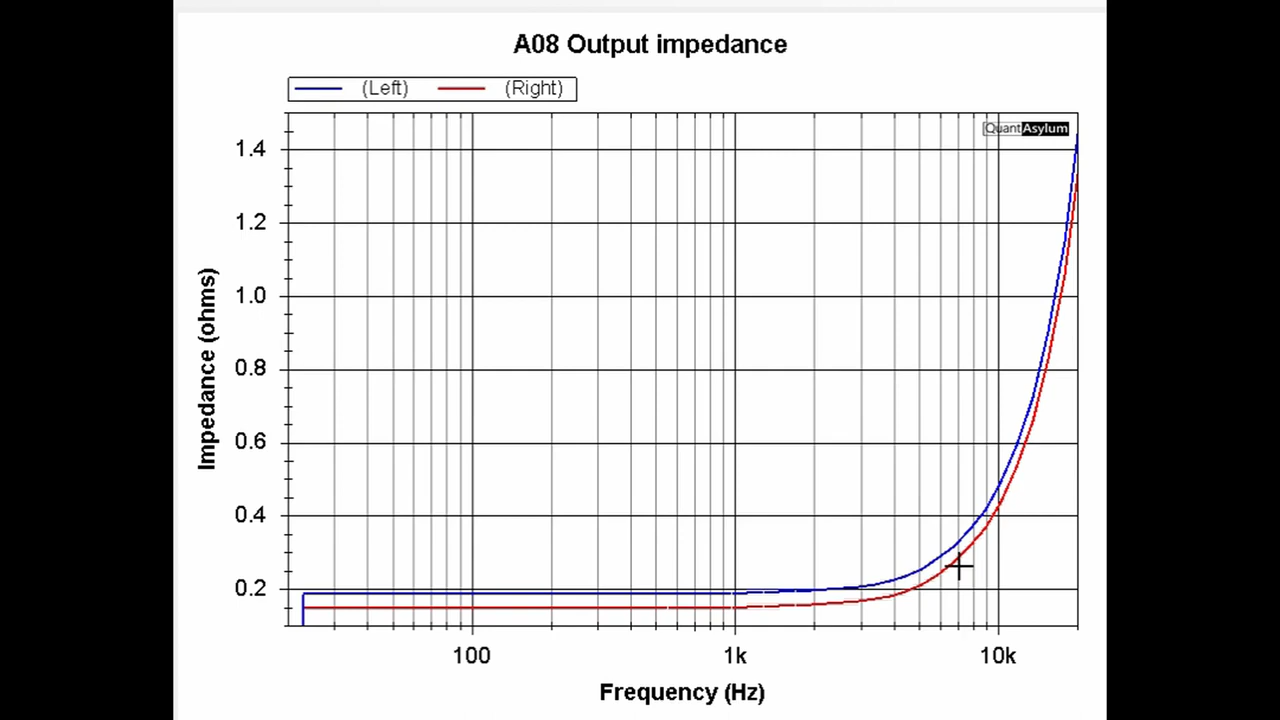 A08 Output impedance
(Left) (Right)
QuantAsylum
1.4
1.2
1.0
0.8
0.6
0.4
0.2
Impedance (ohms)
100 1k 10k
Frequency (Hz)